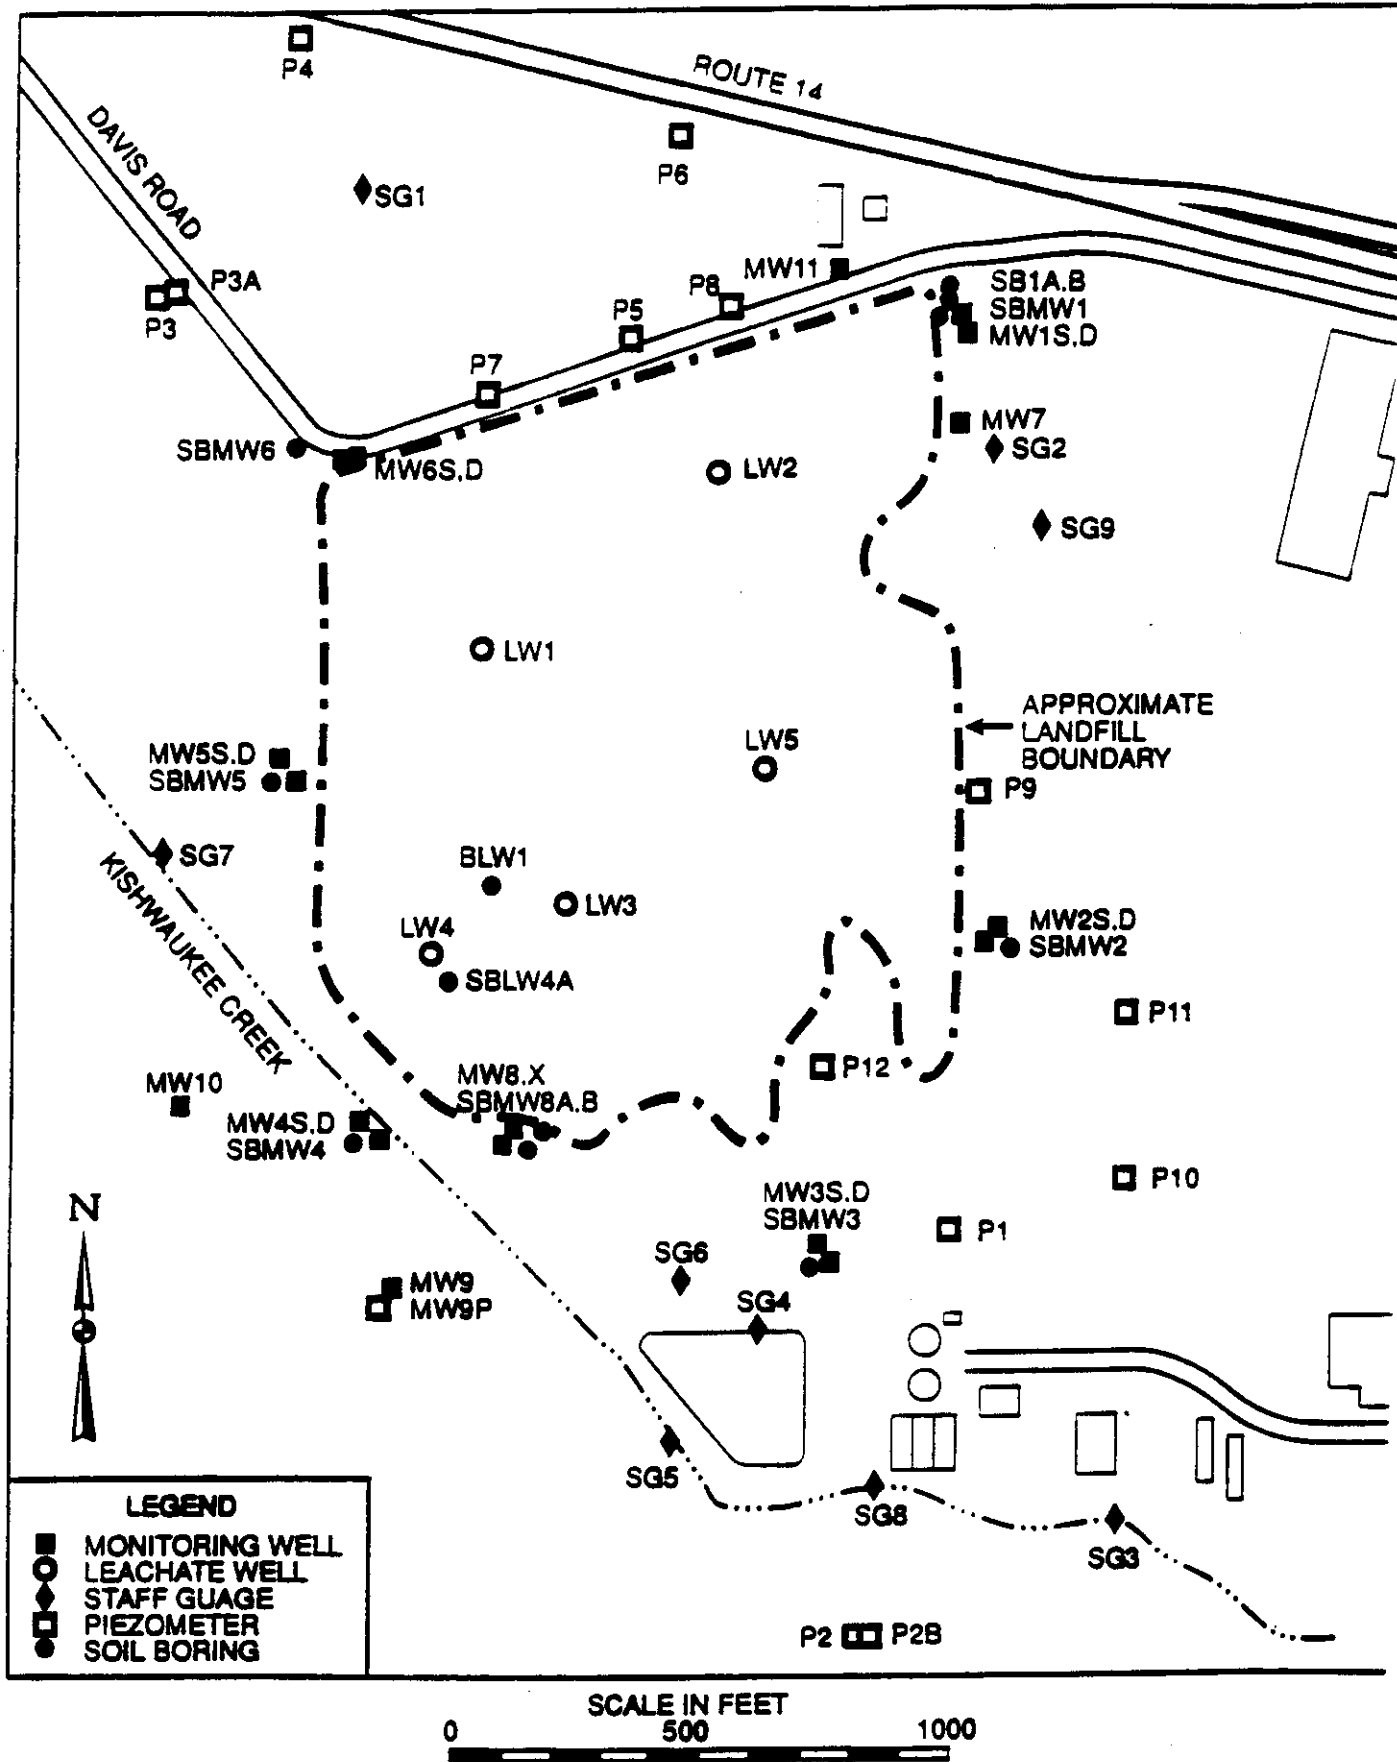 P4
ROUTE 14
DAVIS ROAD
P6
SG1
MW11
P3A
P3
P8
SB1A.B
SBMW1
MW1S.D
P5
P7
MW7
SBMW6
SG2
MW6S.D
LW2
SG9
LW1
APPROXIMATE
LANDFILL
BOUNDARY
LW5
MW5S.D
SBMW5
P9
SG7
BLW1
LW3
KISHWAUKEE CREEK
LW4
MW2S.D
SBMW2
SBLW4A
P11
P12
MW8.X
SBMW8A.B
MW10
MW4S.D
SBMW4
P10
MW3S.D
SBMW3
N
P1
SG6
MW9
MW9P
SG4
SG5
SG8
SG3
LEGEND
MONITORING WELL
LEACHATE WELL
STAFF GUAGE
PIEZOMETER
SOIL BORING
P2
P2B
SCALE IN FEET
0 500 1000